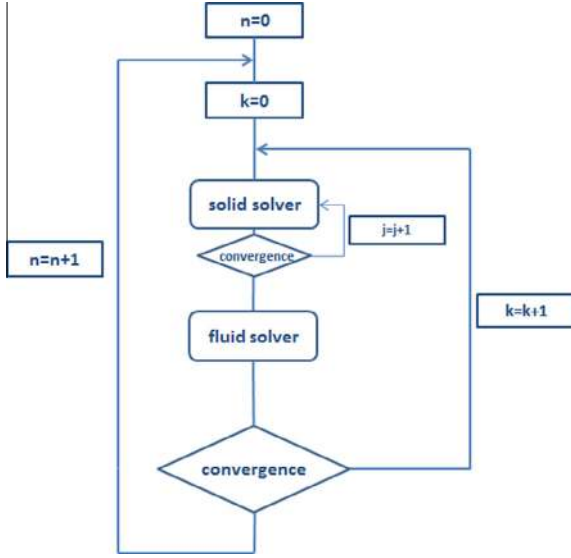 n=0
k=0
solid solver
j=j+1
convergence
n=n+1
k=k+1
fluid solver
convergence